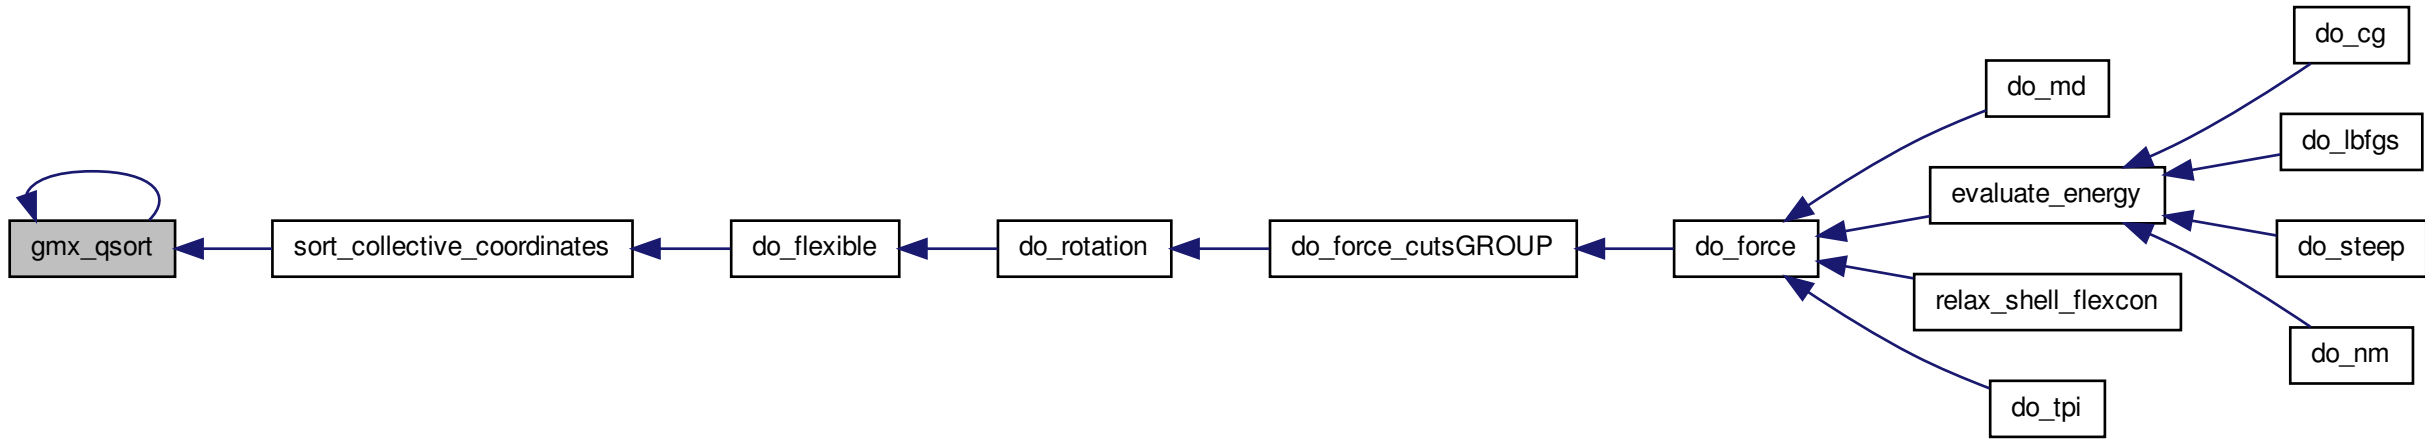 gmx_qsort
sort_collective_coordinates
do_flexible
do_rotation
do_force_cutsGROUP
do_force
do_md
evaluate_energy
relax_shell_flexcon
do_tpi
do_cg
do_lbfgs
do_steep
do_nm